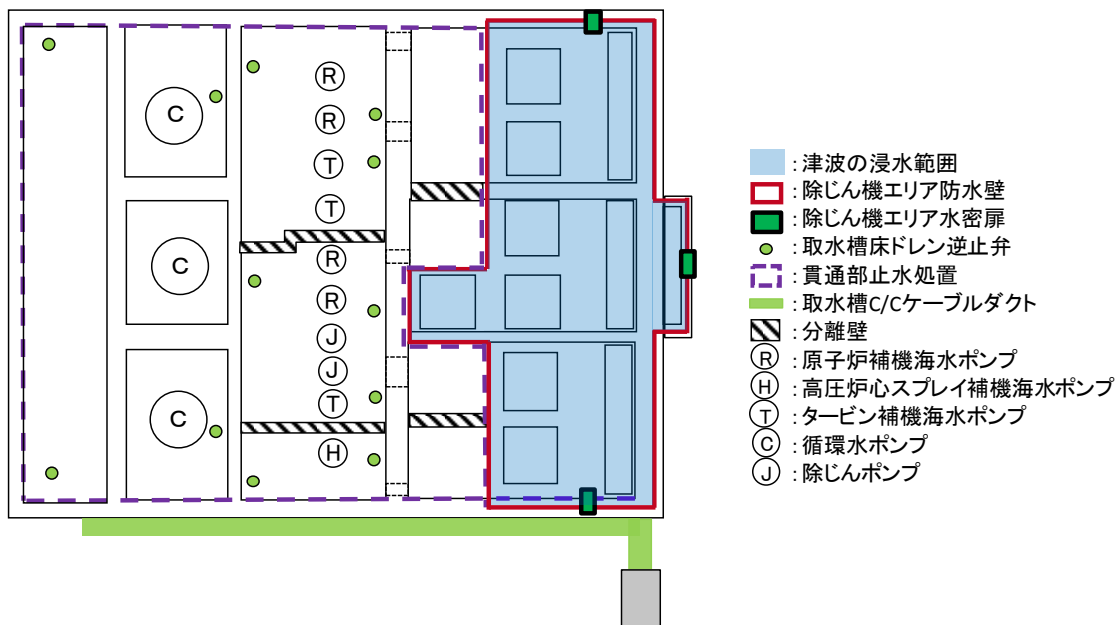 C
C
C
R
R
T
T
R
R
J
J
T
H
：津波の浸水範囲
：除じん機エリア防水壁
：除じん機エリア水密扉
：取水槽床ドレン逆止弁
：貫通部止水処置
：取水槽C/Cケーブルダクト
：分離壁
R ：原子炉補機海水ポンプ
H ：高圧炉心スプレイ補機海水ポンプ
T ：タービン補機海水ポンプ
C ：循環水ポンプ
J ：除じんポンプ